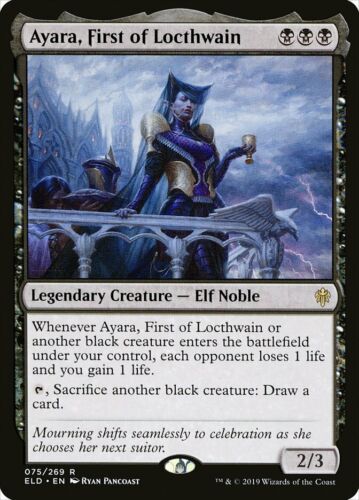 Ayara, First of Locthwain
Legendary Creature — Elf Noble
Whenever Ayara, First of Locthwain or
another black creature enters the battlefield
under your control, each opponent loses 1 life
and you gain 1 life.
, Sacrifice another black creature: Draw a
card.
Mourning shifts seamlessly to celebration as she
chooses her next suitor.
2/3
075/269 R
ELD • EN Ryan Pancoast
™ & © 2019 Wizards of the Coast